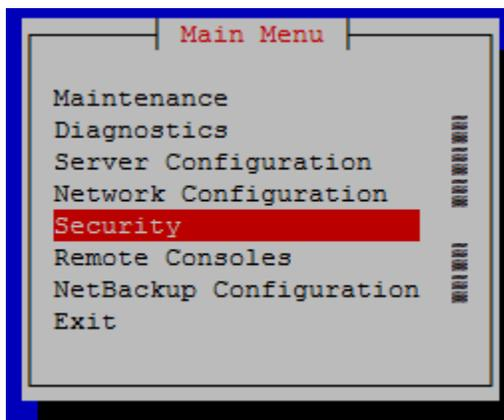 Main Menu
Maintenance
Diagnostics
Server Configuration
Network Configuration
Security
Remote Consoles
NetBackup Configuration
Exit